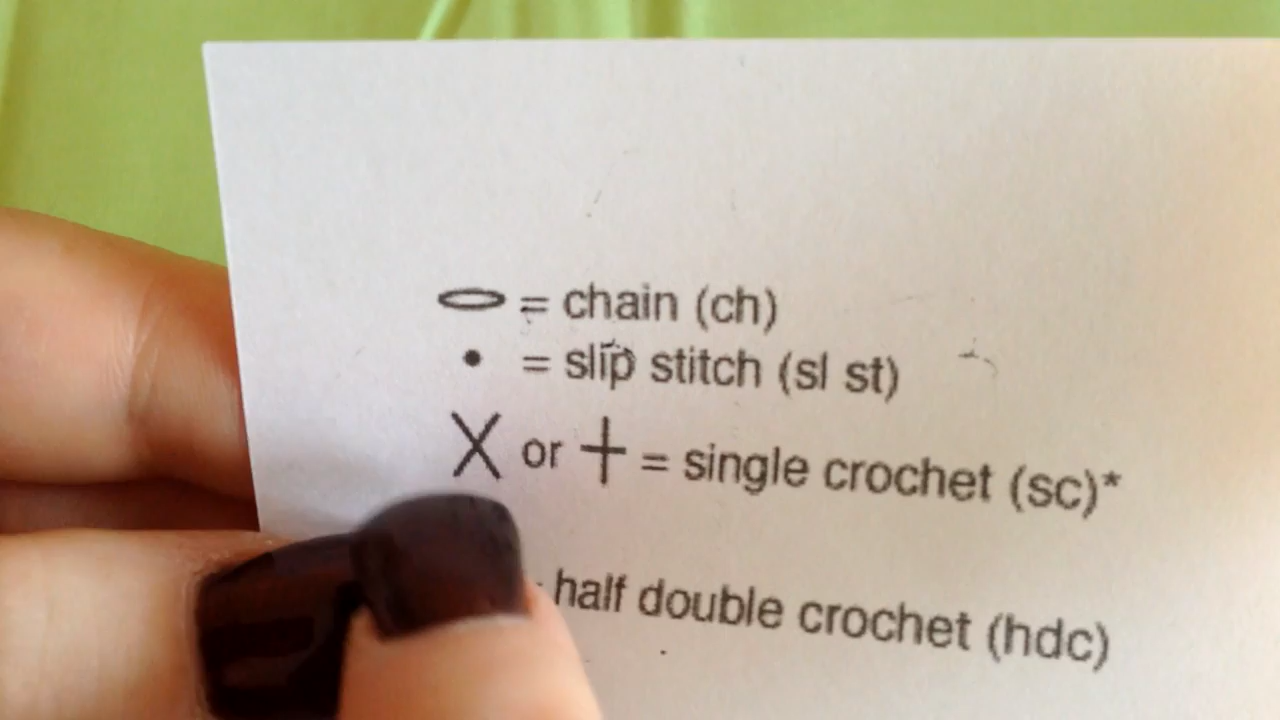 = chain (ch)
• = slip stitch (sl st)
X or + = single crochet (sc)*
half double crochet (hdc)